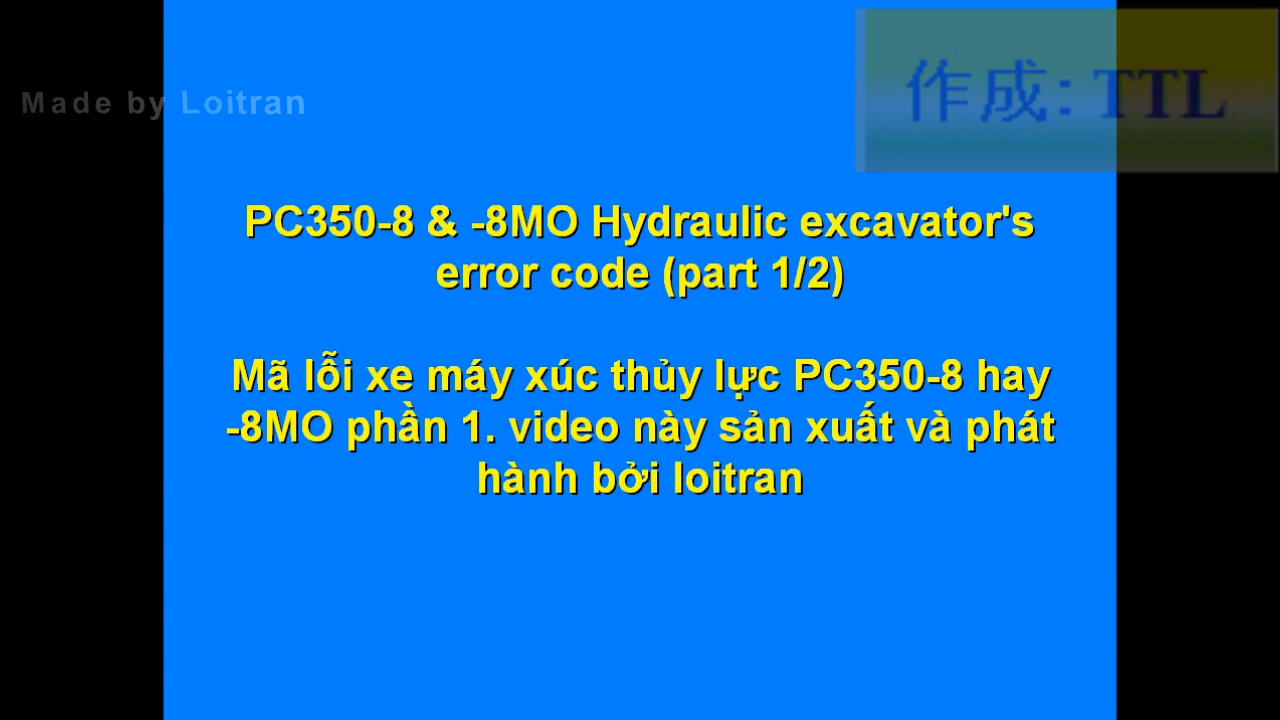 作成: TTL
Made by Loitran
PC350-8 & -8MO Hydraulic excavator's
error code (part 1/2)
Mã lỗi xe máy xúc thủy lực PC350-8 hay
-8MO phần 1. video này sản xuất và phát
hành bởi loitran